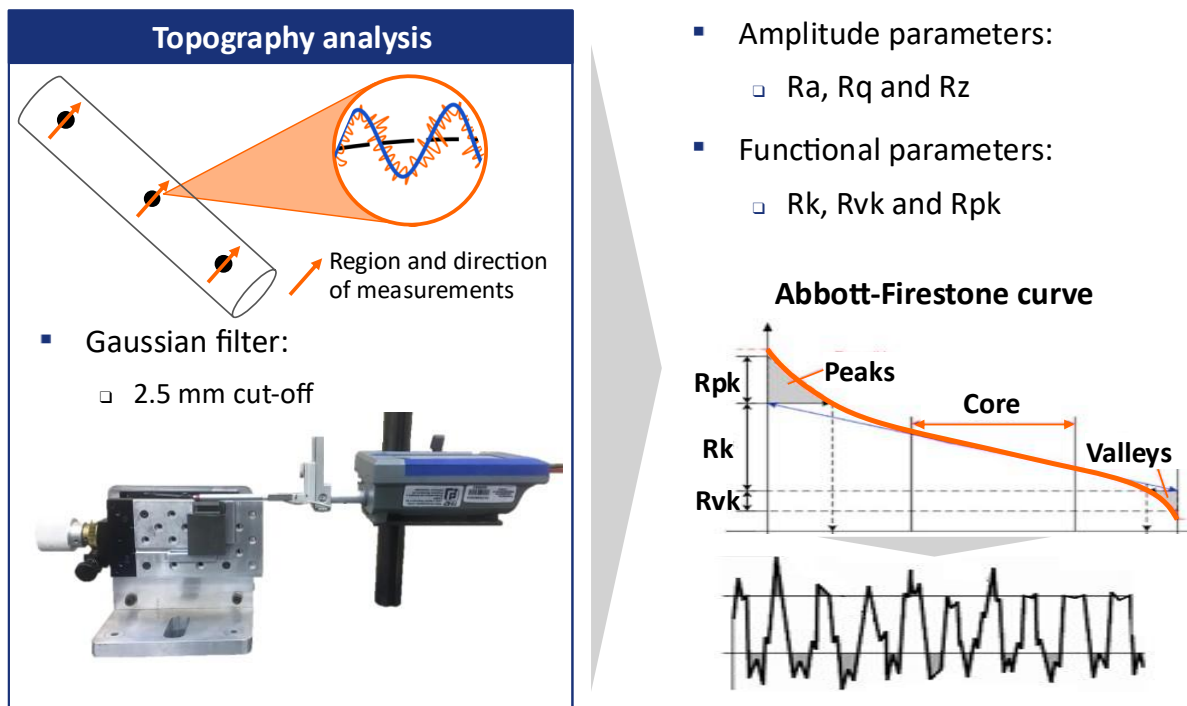 Topography analysis
Region and direction
of measurements
▪ Gaussian filter:
❑ 2.5 mm cut-off
▪ Amplitude parameters:
❑ Ra, Rq and Rz
▪ Functional parameters:
❑ Rk, Rvk and Rpk
Abbott-Firestone curve
Rpk
Peaks
Core
Rk
Valleys
Rvk